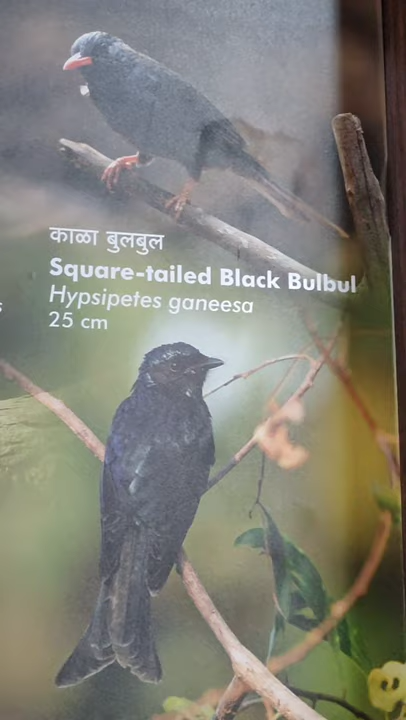 काळा बुलबुल
Square-tailed Black Bulbul
Hypsipetes ganeesa
25 cm